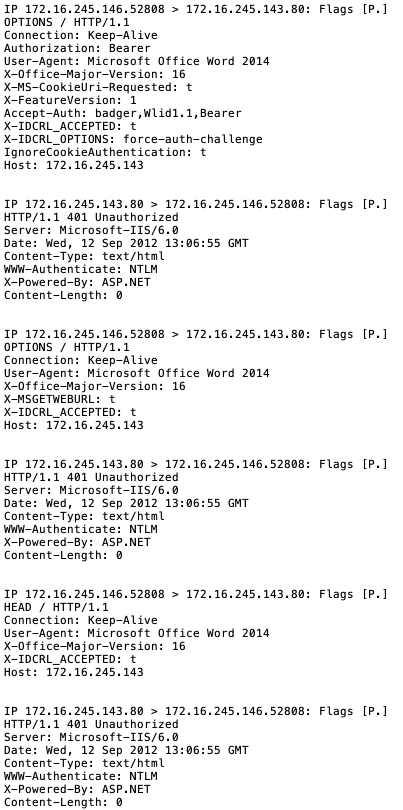 IP 172.16.245.146.52808 > 172.16.245.143.80: Flags [P.]
OPTIONS / HTTP/1.1
Connection: Keep-Alive
Authorization: Bearer
User-Agent: Microsoft Office Word 2014
X-Office-Major-Version: 16
X-MS-CookieUri-Requested: t
X-FeatureVersion: 1
Accept-Auth: badger,Wlid1.1,Bearer
X-IDCRL_ACCEPTED: t
X-IDCRL_OPTIONS: force-auth-challenge
IgnoreCookieAuthentication: t
Host: 172.16.245.143
IP 172.16.245.143.80 > 172.16.245.146.52808: Flags [P.]
HTTP/1.1 401 Unauthorized
Server: Microsoft-IIS/6.0
Date: Wed, 12 Sep 2012 13:06:55 GMT
Content-Type: text/html
WWW-Authenticate: NTLM
X-Powered-By: ASP.NET
Content-Length: 0
IP 172.16.245.146.52808 > 172.16.245.143.80: Flags [P.]
OPTIONS / HTTP/1.1
Connection: Keep-Alive
User-Agent: Microsoft Office Word 2014
X-Office-Major-Version: 16
X-MSGETWEBURL: t
X-IDCRL_ACCEPTED: t
Host: 172.16.245.143
IP 172.16.245.143.80 > 172.16.245.146.52808: Flags [P.]
HTTP/1.1 401 Unauthorized
Server: Microsoft-IIS/6.0
Date: Wed, 12 Sep 2012 13:06:55 GMT
Content-Type: text/html
WWW-Authenticate: NTLM
X-Powered-By: ASP.NET
Content-Length: 0
IP 172.16.245.146.52808 > 172.16.245.143.80: Flags [P.]
HEAD / HTTP/1.1
Connection: Keep-Alive
User-Agent: Microsoft Office Word 2014
X-Office-Major-Version: 16
X-IDCRL_ACCEPTED: t
Host: 172.16.245.143
IP 172.16.245.143.80 > 172.16.245.146.52808: Flags [P.]
HTTP/1.1 401 Unauthorized
Server: Microsoft-IIS/6.0
Date: Wed, 12 Sep 2012 13:06:55 GMT
Content-Type: text/html
WWW-Authenticate: NTLM
X-Powered-By: ASP.NET
Content-Length: 0